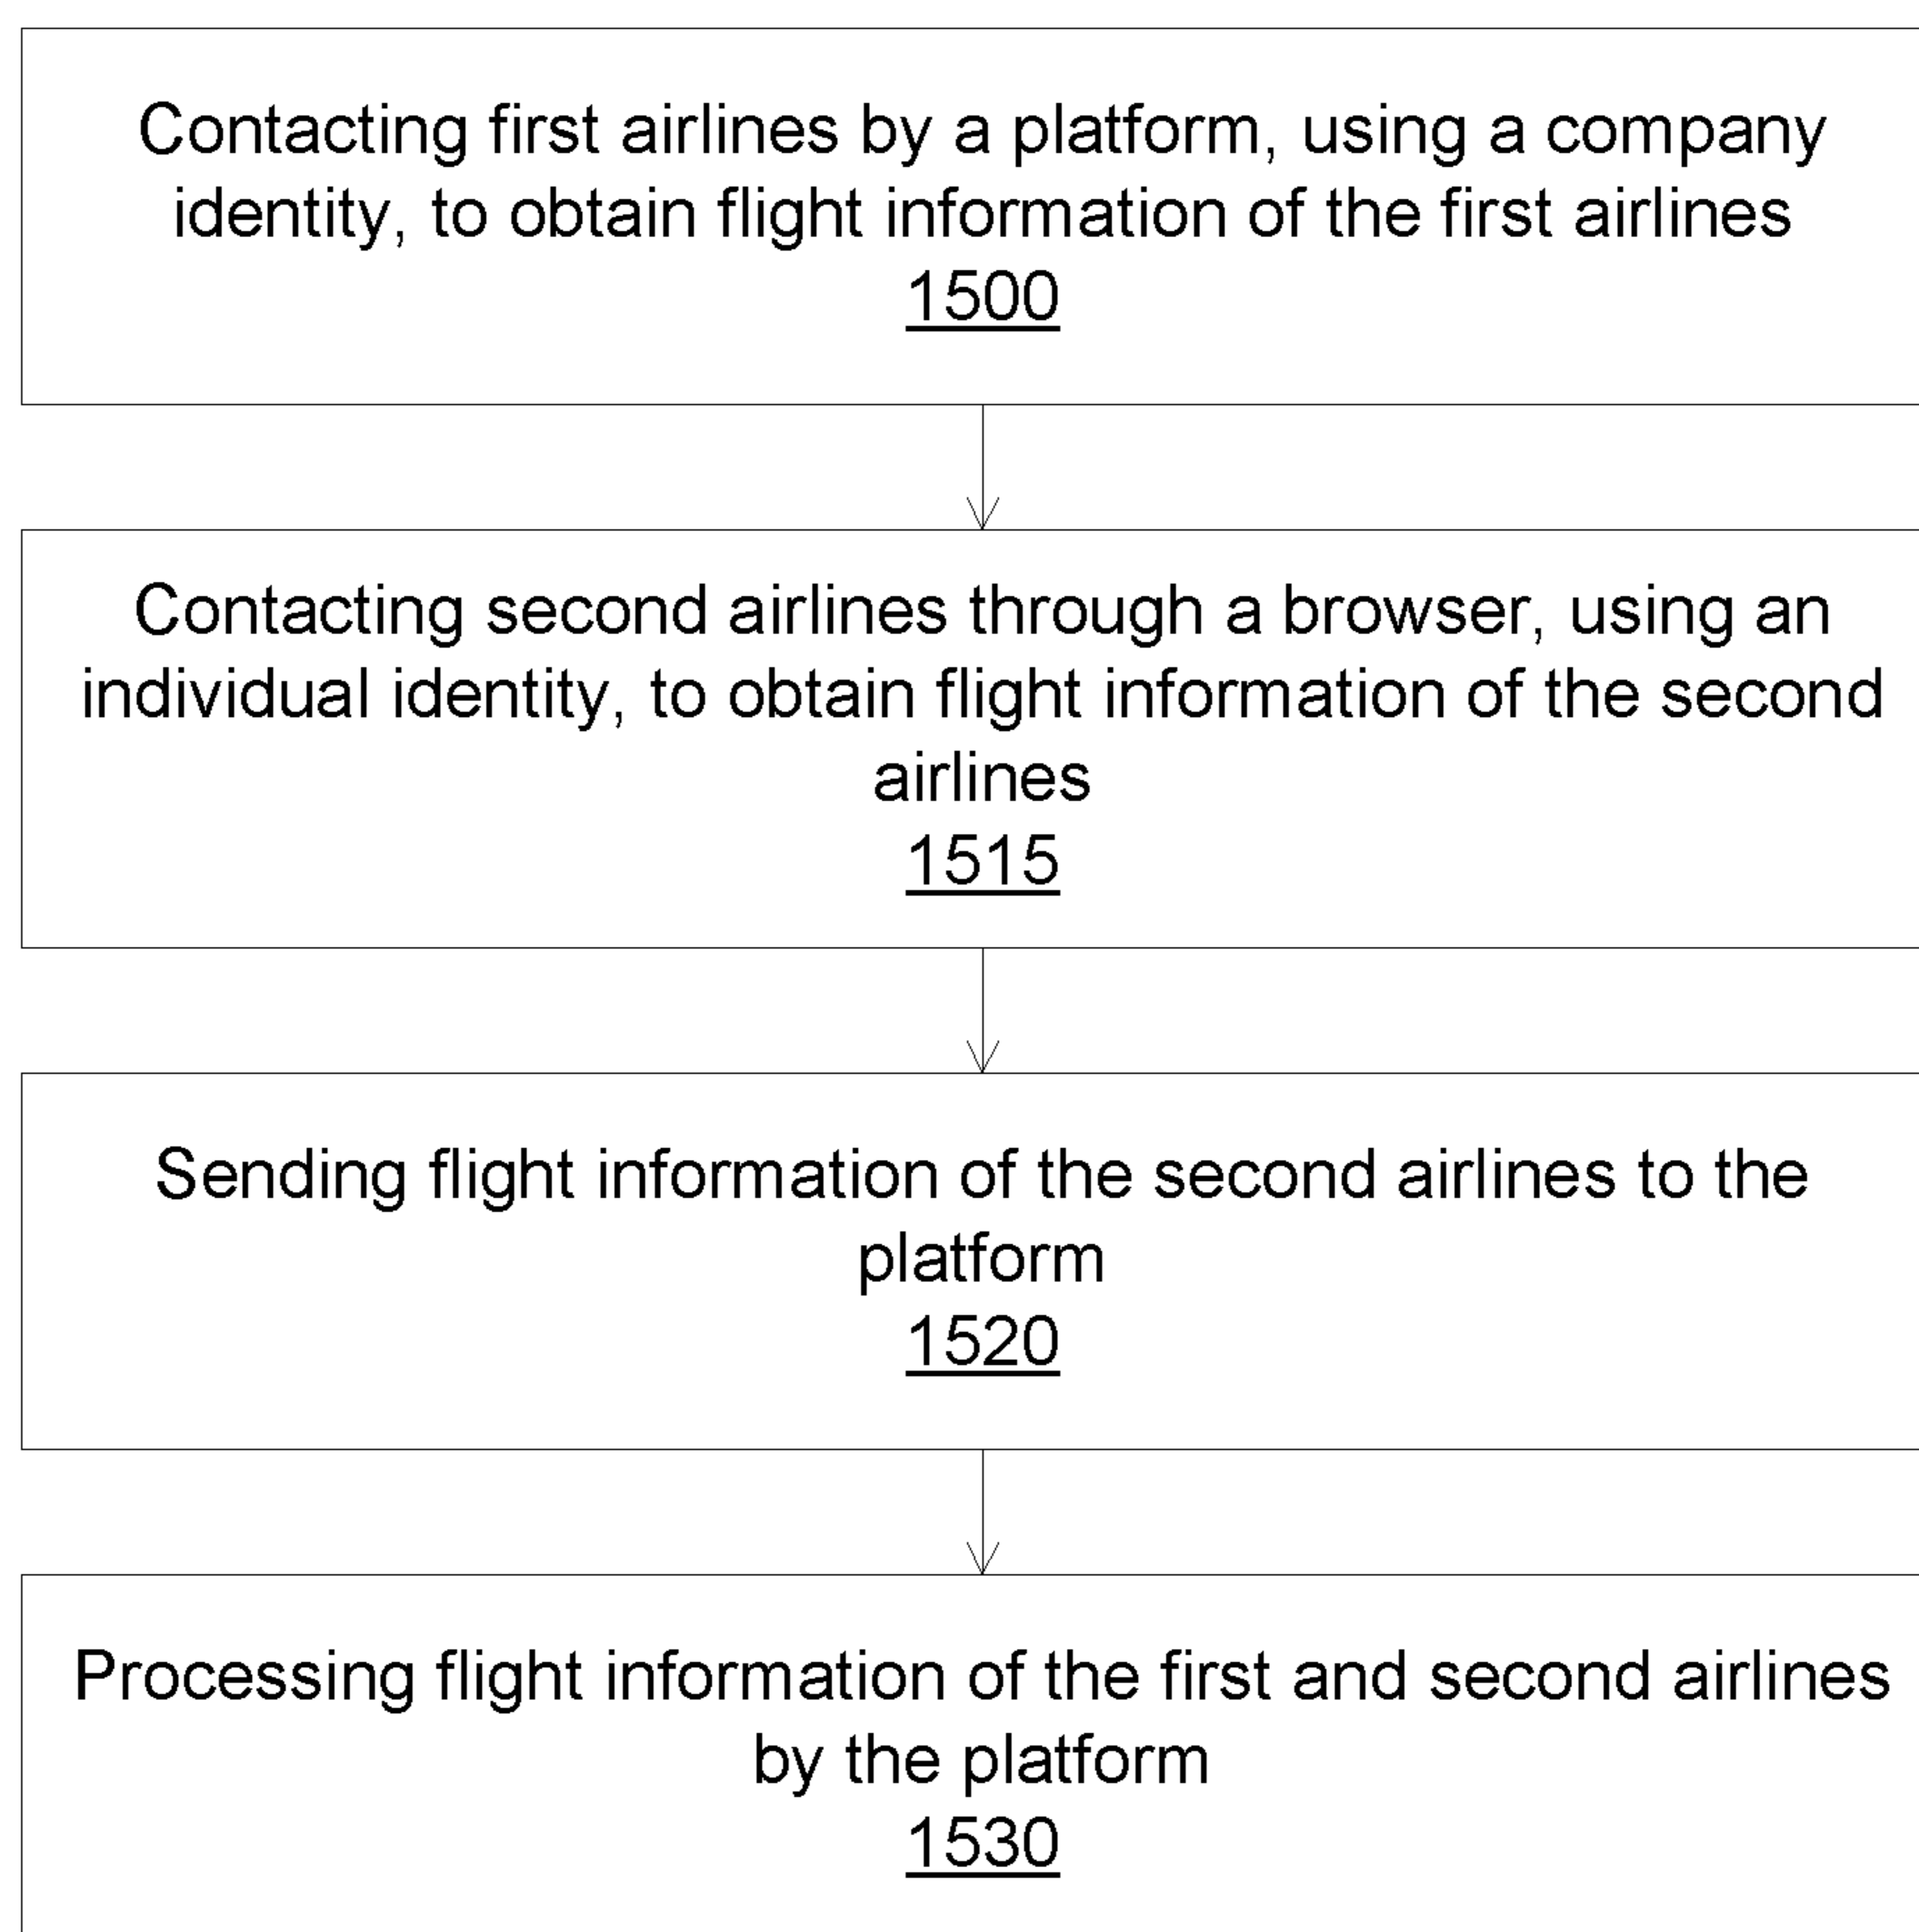 Contacting first airlines by a platform, using a company
identity, to obtain flight information of the first airlines
1500
Contacting second airlines through a browser, using an
individual identity, to obtain flight information of the second
airlines
1515
Sending flight information of the second airlines to the
platform
1520
Processing flight information of the first and second airlines
by the platform
1530